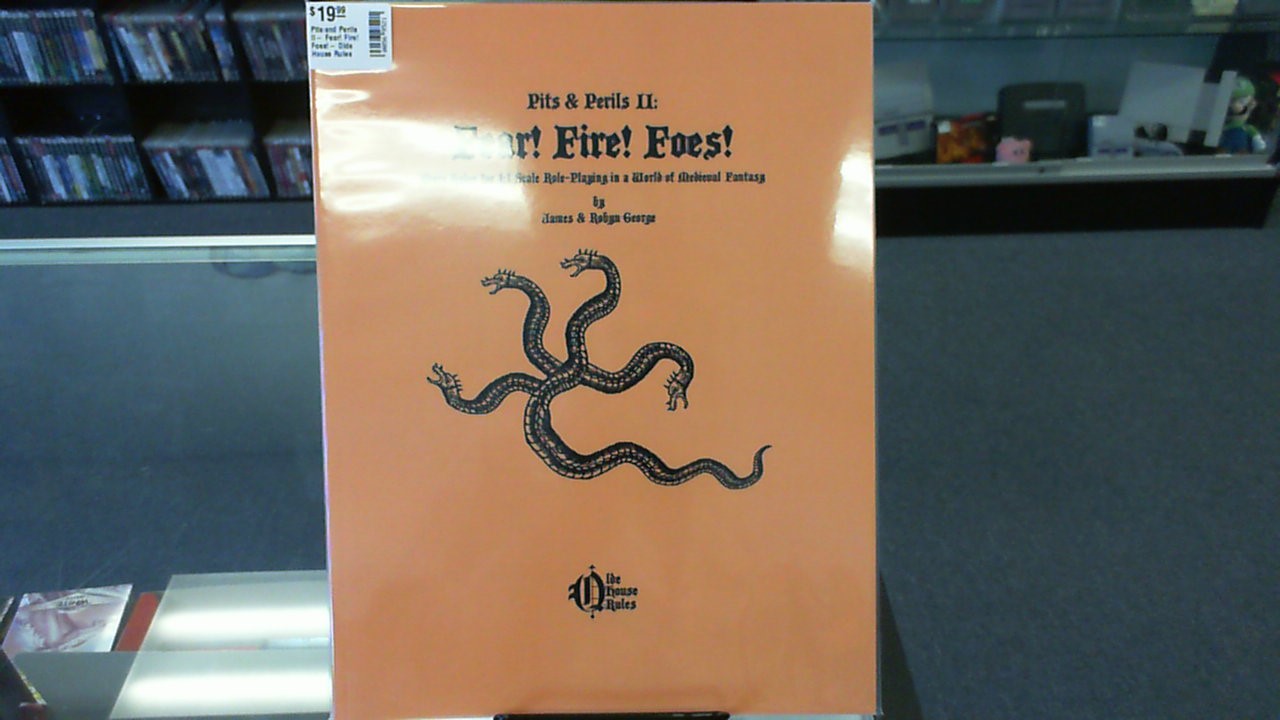 $19.99
Pits and Perils
II - Fear! Fire!
Foes! - Olde
House Rules
Pits & Perils II:
Fear! Fire! Foes!
Scale Role-Playing in a World of Medieval Fantasy
by
James & Robyn George
Olde
House
Rules